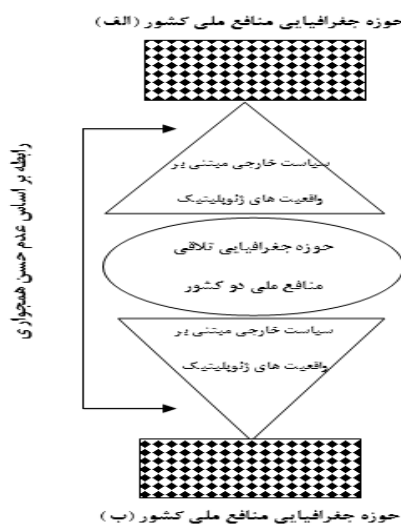 حوزه جغرافیایی منافع ملی کشور (الف)
سیاست خارجی مبتنی بر
واقعیت های ژئوپلیتیک
حوزه جغرافیایی تلاقی
منافع ملی دو کشور
سیاست خارجی مبتنی بر
واقعیت های ژئوپلیتیک
حوزه جغرافیایی منافع ملی کشور (ب)
رابطه بر اساس عدم حسن همجواری